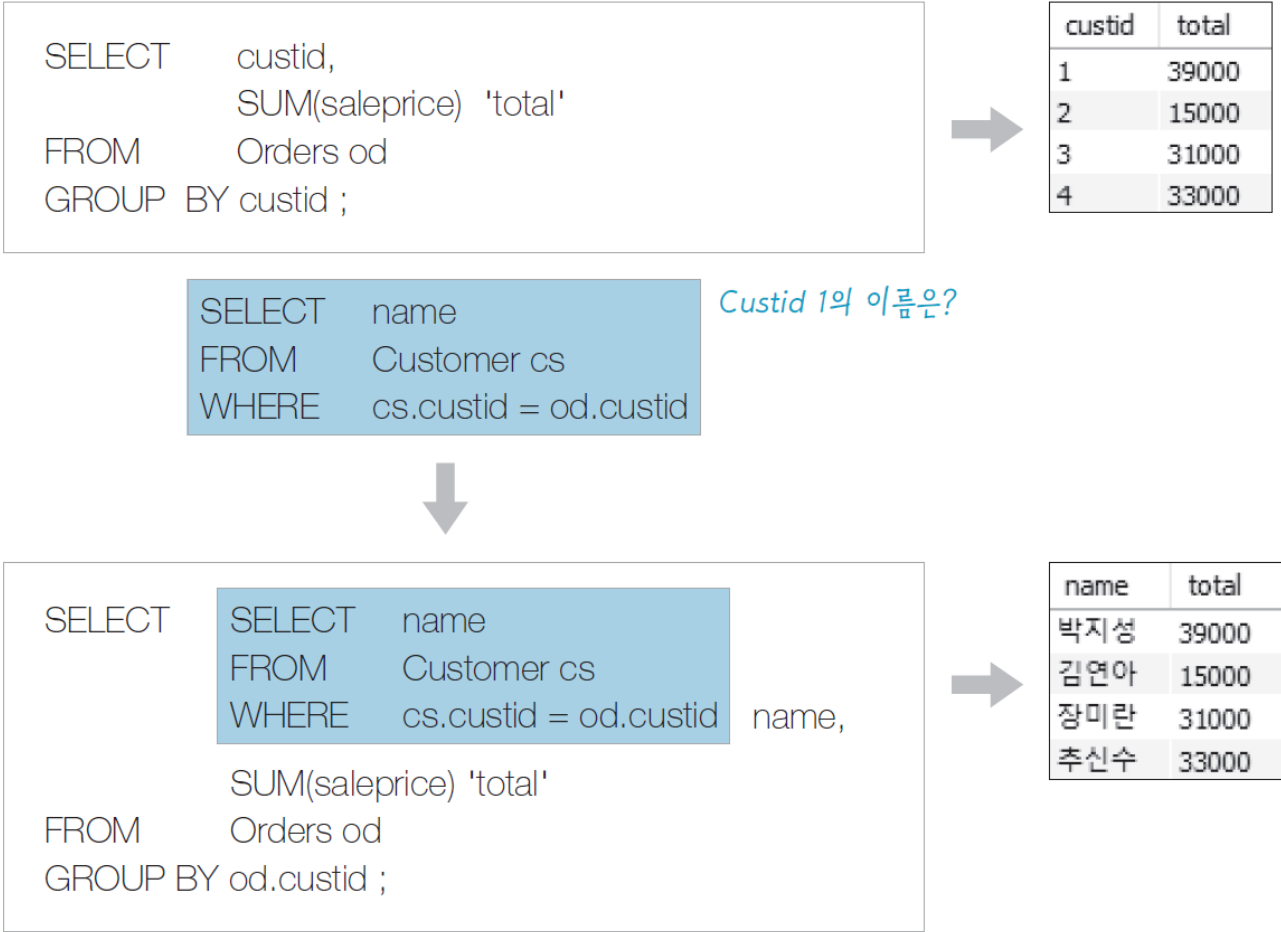 SELECT custid,
SUM(saleprice) 'total'
FROM Orders od
GROUP BY custid ;
custid total
1 39000
2 15000
3 31000
4 33000
SELECT name
FROM Customer cs
WHERE cs.custid = od.custid
Custid 1의 이름은?
SELECT SELECT name
FROM Customer cs
WHERE cs.custid = od.custid name,
SUM(saleprice) 'total'
FROM Orders od
GROUP BY od.custid ;
name total
박지성 39000
김연아 15000
장미란 31000
추신수 33000